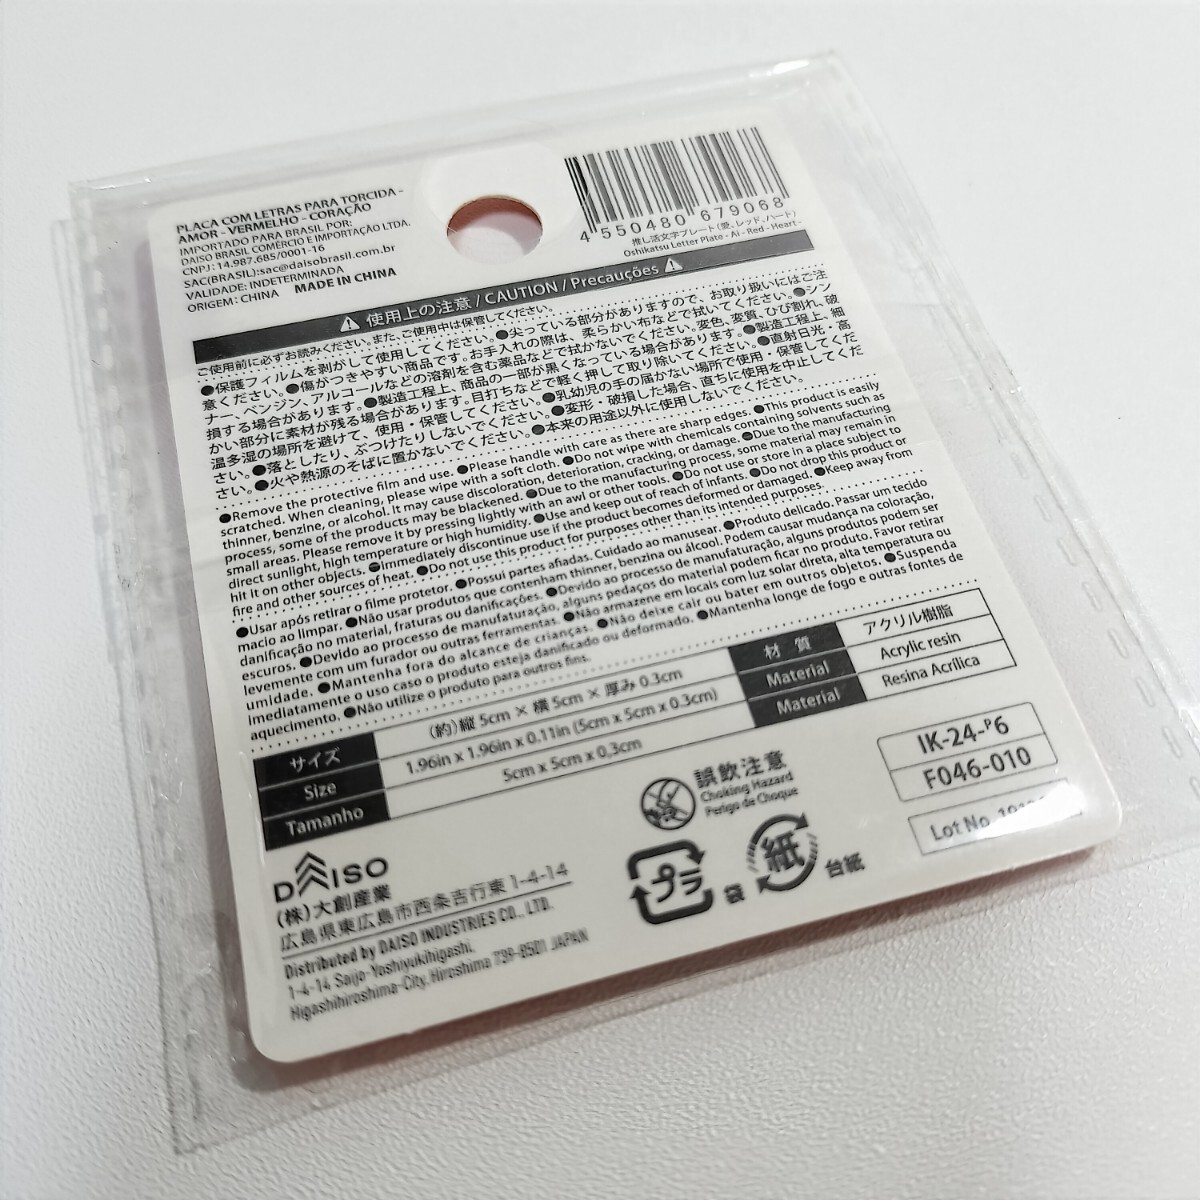 PLACA COM LETRAS PARA TORCIDA -
AMOR - VERMELHO - CORAÇÃO
IMPORTADO PARA BRASIL POR:
DAISO BRASIL COMÉRCIO E IMPORTAÇÃO LTDA.
CNPJ: 14.987.685/0001-16
SAC(BRASIL):sac@daisobrasil.com.br
VALIDADE: INDETERMINADA
ORIGEM: CHINA MADE IN CHINA
4 550480 679068
推し活文字プレート(愛、レッド、ハート)
Oshikatsu Letter Plate - Ai - Red - Heart -
使用上の注意 / CAUTION / Precauções
ご使用前に必ずお読みください。また、ご使用中は保管してください。
●保護フィルムを剥がして使用してください。●尖っている部分がありますので、お取り扱いにはご注
意ください。●傷がつきやすい商品です。お手入れの際は、柔らかい布などで拭いてください。●シン
ナー、ベンジン、アルコールなどの溶剤を含む薬品などで拭かないでください。変色、変質、ひび割れ、破
損する場合があります。●製造工程上、商品の一部が黒くなっている場合があります。●製造工程上、細
かい部分に素材が残る場合があります。目打ちなどで軽く押して取り除いてください。●直射日光・高
温多湿の場所を避けて、使用・保管してください。●乳幼児の手の届かない場所で使用・保管してくだ
さい。●落としたり、ぶつけたりしないでください。●変形・破損した場合、直ちに使用を中止してくだ
さい。●火や熱源のそばに置かないでください。●本来の用途以外に使用しないでください。
●Remove the protective film and use. ●Please handle with care as there are sharp edges. ●This product is easily
scratched. When cleaning, please wipe with a soft cloth. ●Do not wipe with chemicals containing solvents such as
thinner, benzine, or alcohol. It may cause discoloration, deterioration, cracking, or damage. ●Due to the manufacturing
process, some of the products may be blackened. ●Due to the manufacturing process, some material may remain in
small areas. Please remove it by pressing lightly with an awl or other tools. ●Do not use or store in a place subject to
direct sunlight, high temperature or high humidity. ●Use and keep out of reach of infants. ●Do not drop this product or
hit it on other objects. ●Immediately discontinue use if the product becomes deformed or damaged. ●Keep away from
fire and other sources of heat. ●Do not use this product for purposes other than its intended purposes.
●Usar após retirar o filme protetor. ●Possui partes afiadas. Cuidado ao manusear. ●Produto delicado. Passar um tecido
macio ao limpar. ●Não usar produtos que contenham thinner, benzina ou álcool. Podem causar mudança na coloração,
danificação no material, fraturas ou danificações. ●Devido ao processo de manufaturação, alguns produtos podem ser
escuros. ●Devido ao processo de manufaturação, alguns pedaços do material podem ficar no produto. Favor retirar
levemente com um furador ou outras ferramentas. ●Não armazene em locais com luz solar direta, alta temperatura ou
umidade. ●Mantenha fora do alcance de crianças. ●Não deixe cair ou bater em outros objetos. ●Suspenda
imediatamente o uso caso o produto esteja danificado ou deformado. ●Mantenha longe de fogo e outras fontes de
aquecimento. ●Não utilize o produto para outros fins.
サイズ (約)縦 5cm × 横 5cm × 厚み 0.3cm 材質 アクリル樹脂
Size 1.96in x 1.96in x 0.11in (5cm x 5cm x 0.3cm) Material Acrylic resin
Tamanho 5cm x 5cm x 0,3cm Material Resina Acrílica
誤飲注意
Choking Hazard
Perigo de Choque
IK-24-P6
F046-010
Lot No.
プラ 袋
紙 台紙
DAISO
(株)大創産業
広島県東広島市西条吉行東 1-4-14
Distributed by DAISO INDUSTRIES CO., LTD.
1-4-14 Saijo-Yoshiyukihigashi,
Higashihiroshima-City, Hiroshima 739-8501 JAPAN